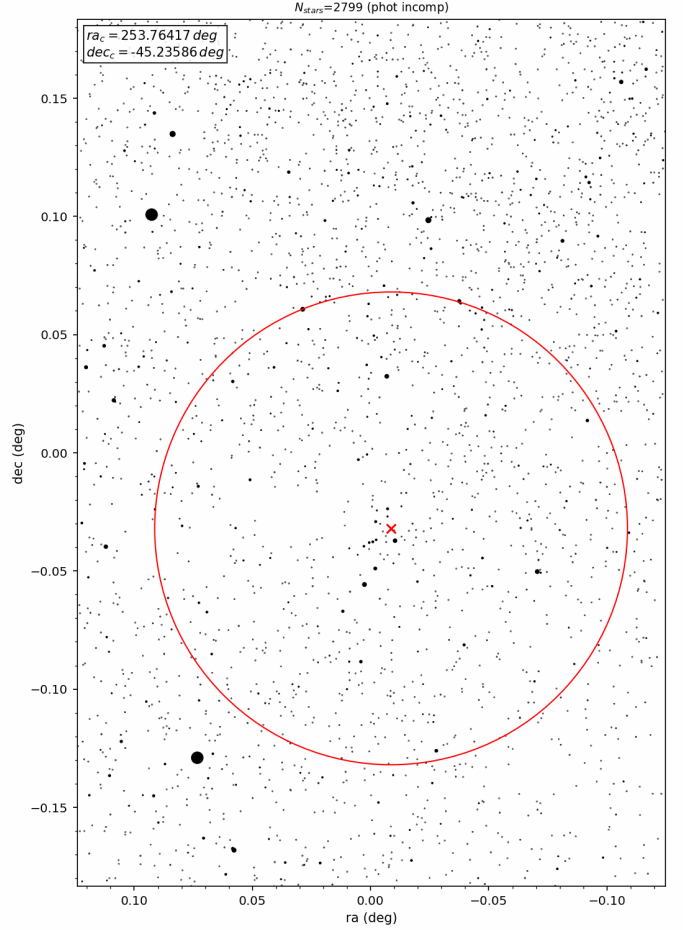 N_stars=2799 (phot incomp)
ra_c = 253.76417 deg
dec_c = -45.23586 deg
0.15
0.10
0.05
0.00
−0.05
−0.10
−0.15
dec (deg)
0.10 0.05 0.00 −0.05 −0.10
ra (deg)